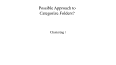 Possible Approach to
Categorize Folders?
Clustering !